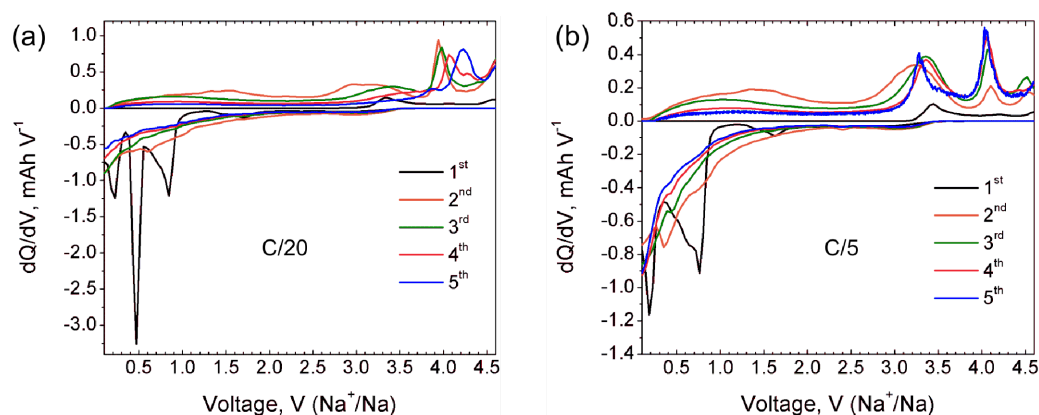 (a)
1.0
0.5
0.0
-0.5
-1.0
-1.5
-2.0
-2.5
-3.0
dQ/dV, mAh V⁻¹
C/20
1ˢᵗ
2ⁿᵈ
3ʳᵈ
4ᵗʰ
5ᵗʰ
0.5 1.0 1.5 2.0 2.5 3.0 3.5 4.0 4.5
Voltage, V (Na⁺/Na)
(b)
0.6
0.4
0.2
0.0
-0.2
-0.4
-0.6
-0.8
-1.0
-1.2
-1.4
dQ/dV, mAh V⁻¹
C/5
1ˢᵗ
2ⁿᵈ
3ʳᵈ
4ᵗʰ
5ᵗʰ
0.5 1.0 1.5 2.0 2.5 3.0 3.5 4.0 4.5
Voltage, V (Na⁺/Na)